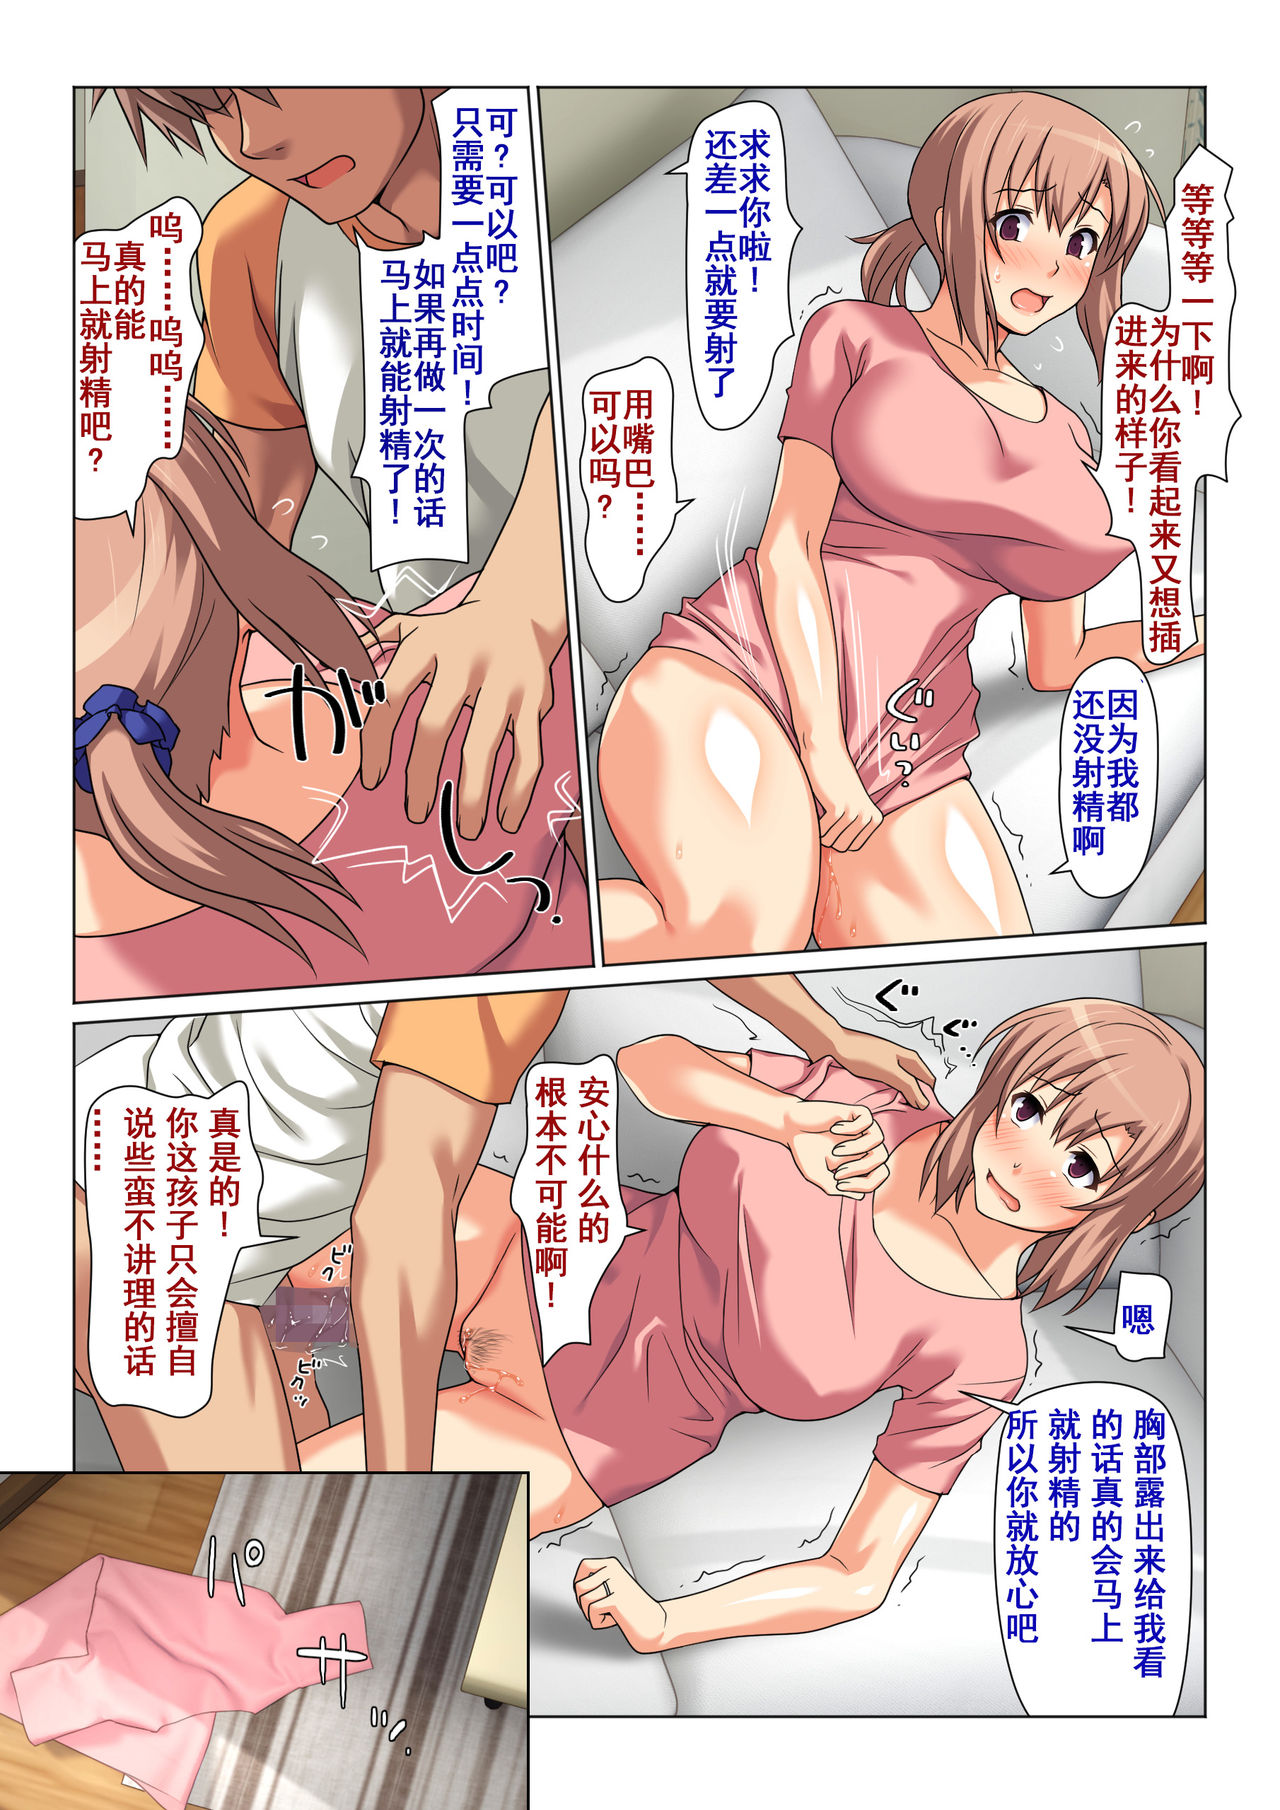 等等等一下啊！
为什么你看起来又想插
进来的样子！
因为我都
还没射精啊
求求你啦！
还差一点就要射了
用嘴巴……
可以吗？
ぐい？
可？可以吧？
只需要一点点时间！
如果再做一次的话
马上就能射精了！
呜……呜呜……
真的能
马上就射精吧？
がしっ
ぐぐぐ
嗯
胸部露出来给我看
的话真的会马上
就射精的
所以你就放心吧
安心什么的
根本不可能啊！
真是的！
你这孩子只会擅自
说些蛮不讲理的话
……